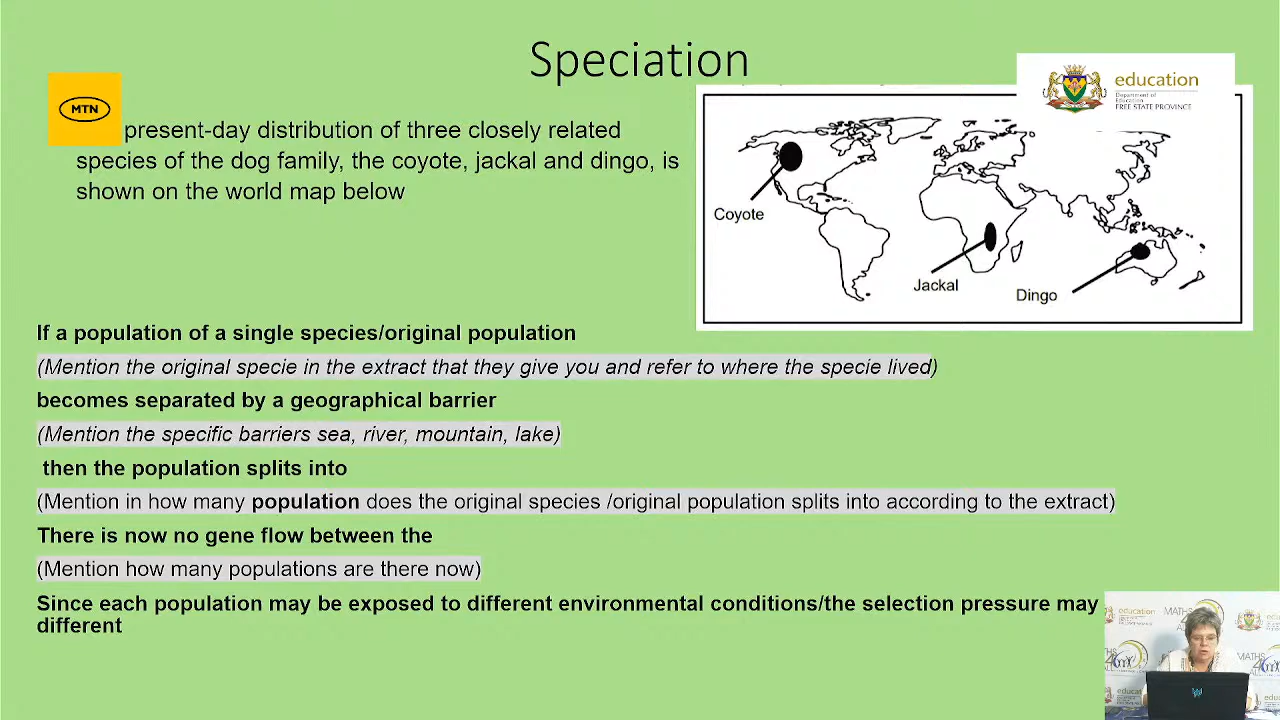 Speciation
MTN
education
Department of
Education
FREE STATE PROVINCE
present-day distribution of three closely related
species of the dog family, the coyote, jackal and dingo, is
shown on the world map below
Coyote
Jackal
Dingo
If a population of a single species/original population
(Mention the original specie in the extract that they give you and refer to where the specie lived)
becomes separated by a geographical barrier
(Mention the specific barriers sea, river, mountain, lake)
then the population splits into
(Mention in how many population does the original species /original population splits into according to the extract)
There is now no gene flow between the
(Mention how many populations are there now)
Since each population may be exposed to different environmental conditions/the selection pressure may
different
education
MATHS
MATHS
MATHS
education